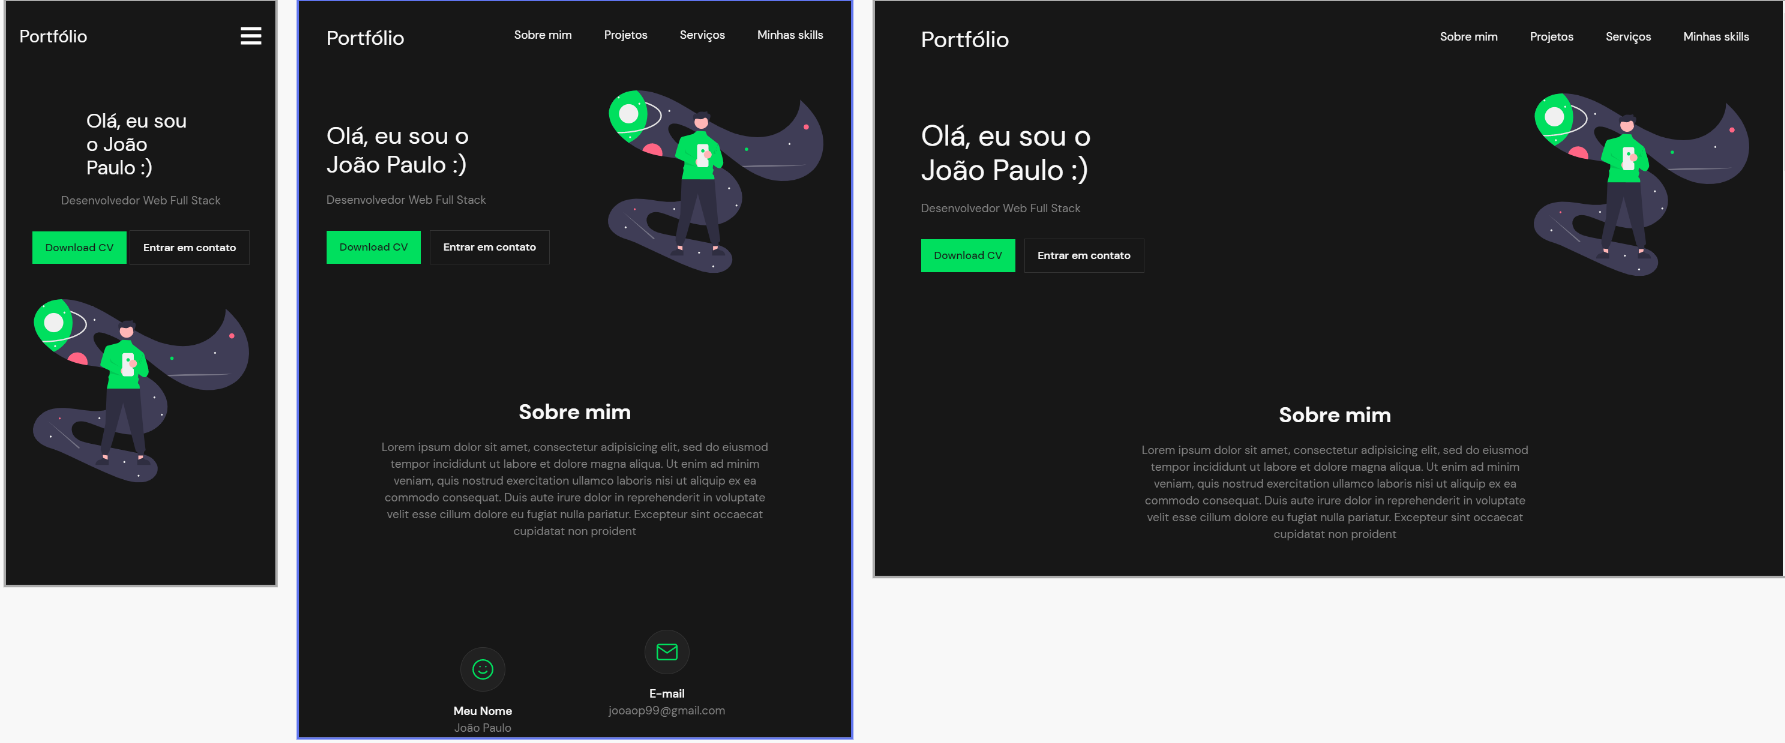 Portfólio
Olá, eu sou
o João
Paulo :)
Desenvolvedor Web Full Stack
Download CV
Entrar em contato
Portfólio
Sobre mim
Projetos
Serviços
Minhas skills
Olá, eu sou o
João Paulo :)
Desenvolvedor Web Full Stack
Download CV
Entrar em contato
Sobre mim
Lorem ipsum dolor sit amet, consectetur adipisicing elit, sed do eiusmod
tempor incididunt ut labore et dolore magna aliqua. Ut enim ad minim
veniam, quis nostrud exercitation ullamco laboris nisi ut aliquip ex ea
commodo consequat. Duis aute irure dolor in reprehenderit in voluptate
velit esse cillum dolore eu fugiat nulla pariatur. Excepteur sint occaecat
cupidatat non proident
Meu Nome
João Paulo
E-mail
jooaop99@gmail.com
Portfólio
Sobre mim
Projetos
Serviços
Minhas skills
Olá, eu sou o
João Paulo :)
Desenvolvedor Web Full Stack
Download CV
Entrar em contato
Sobre mim
Lorem ipsum dolor sit amet, consectetur adipisicing elit, sed do eiusmod
tempor incididunt ut labore et dolore magna aliqua. Ut enim ad minim
veniam, quis nostrud exercitation ullamco laboris nisi ut aliquip ex ea
commodo consequat. Duis aute irure dolor in reprehenderit in voluptate
velit esse cillum dolore eu fugiat nulla pariatur. Excepteur sint occaecat
cupidatat non proident